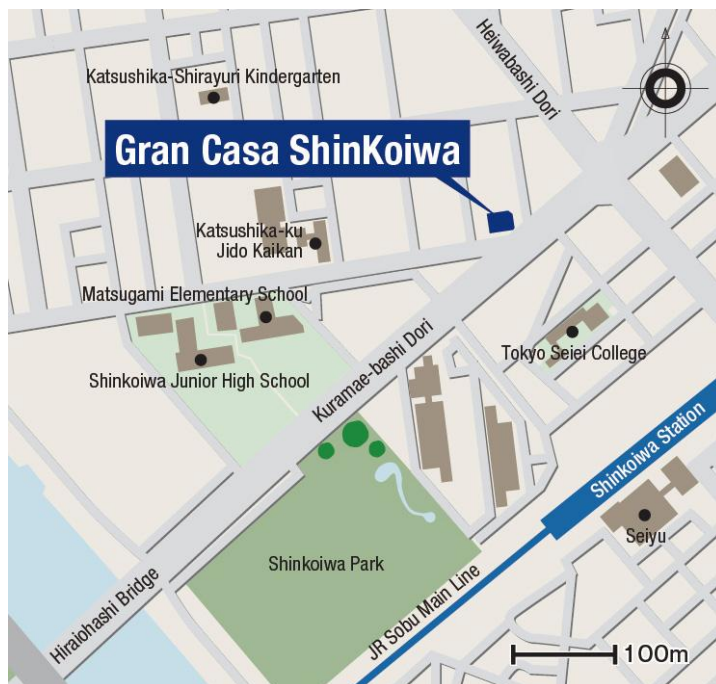 Heiwabashi Dori
Katsushika-Shirayuri Kindergarten
Gran Casa ShinKoiwa
Katsushika-ku
Jido Kaikan
Matsugami Elementary School
Shinkoiwa Junior High School
Kuramae-bashi Dori
Tokyo Seiei College
Shinkoiwa Station
Seiyu
Shinkoiwa Park
Hiraiohashi Bridge
JR Sobu Main Line
100m